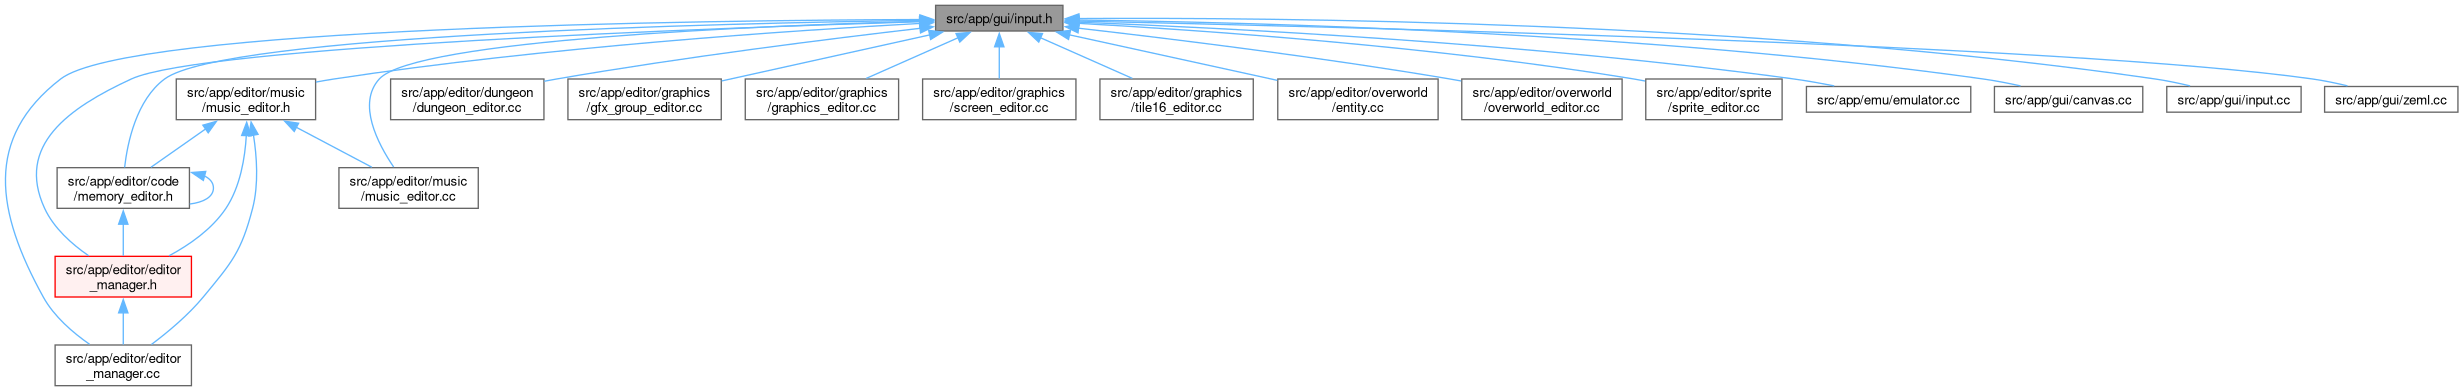 src/app/gui/input.h
src/app/editor/music
/music_editor.h
src/app/editor/dungeon
/dungeon_editor.cc
src/app/editor/graphics
/gfx_group_editor.cc
src/app/editor/graphics
/graphics_editor.cc
src/app/editor/graphics
/screen_editor.cc
src/app/editor/graphics
/tile16_editor.cc
src/app/editor/overworld
/entity.cc
src/app/editor/overworld
/overworld_editor.cc
src/app/editor/sprite
/sprite_editor.cc
src/app/emu/emulator.cc
src/app/gui/canvas.cc
src/app/gui/input.cc
src/app/gui/zeml.cc
src/app/editor/code
/memory_editor.h
src/app/editor/music
/music_editor.cc
src/app/editor/editor
_manager.h
src/app/editor/editor
_manager.cc